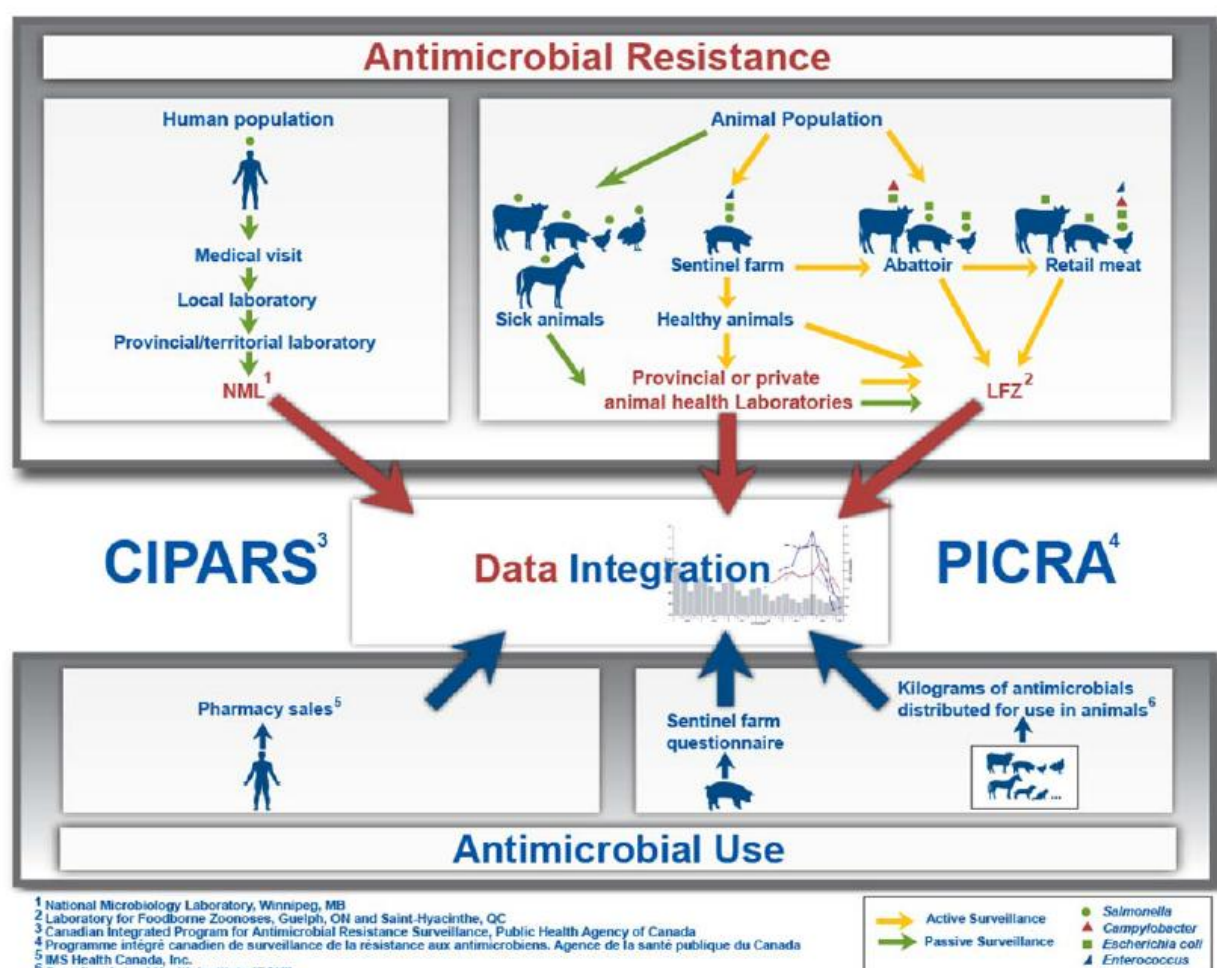 Antimicrobial Resistance
Human population
Medical visit
Local laboratory
Provincial/territorial laboratory
NML1
Animal Population
Sick animals
Sentinel farm
Healthy animals
Abattoir
Retail meat
Provincial or private
animal health Laboratories
LFZ2
CIPARS3
Data Integration
PICRA4
Pharmacy sales5
Sentinel farm
questionnaire
Kilograms of antimicrobials
distributed for use in animals6
...
Antimicrobial Use
1 National Microbiology Laboratory, Winnipeg, MB
2 Laboratory for Foodborne Zoonoses, Guelph, ON and Saint-Hyacinthe, QC
3 Canadian Integrated Program for Antimicrobial Resistance Surveillance, Public Health Agency of Canada
4 Programme intégré canadien de surveillance de la résistance aux antimicrobiens. Agence de la santé publique du Canada
5 IMS Health Canada, Inc.
Active Surveillance
Passive Surveillance
Salmonella
Campylobacter
Escherichia coli
Enterococcus